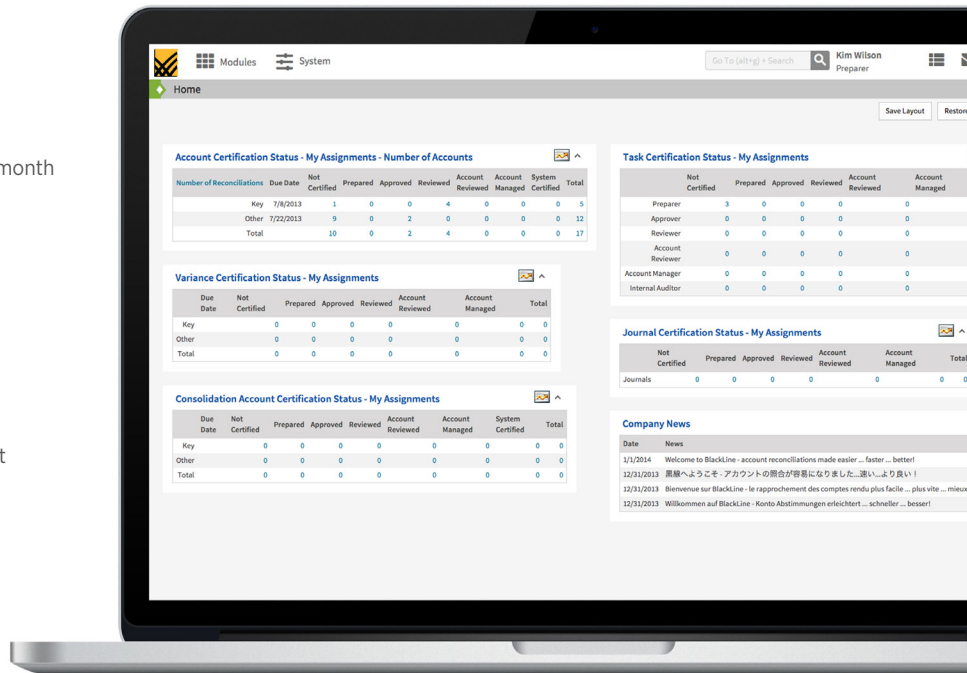 month
t
Modules
System
Go To (alt+g) + Search
Kim Wilson
Preparer
Home
Save Layout
Restore
Account Certification Status - My Assignments - Number of Accounts
Number of Reconciliations Due Date Not Certified Prepared Approved Reviewed Account Reviewed Account Managed System Certified Total
Key 7/8/2013 1 0 0 4 0 0 0 5
Other 7/22/2013 9 0 2 0 0 0 0 12
Total 10 0 2 4 0 0 0 17
Variance Certification Status - My Assignments
Due Date Not Certified Prepared Approved Reviewed Account Reviewed Account Managed Total
Key 0 0 0 0 0 0 0
Other 0 0 0 0 0 0 0
Total 0 0 0 0 0 0 0
Consolidation Account Certification Status - My Assignments
Due Date Not Certified Prepared Approved Reviewed Account Reviewed Account Managed System Certified Total
Key 0 0 0 0 0 0 0 0
Other 0 0 0 0 0 0 0 0
Total 0 0 0 0 0 0 0 0
Task Certification Status - My Assignments
Not Certified Prepared Approved Reviewed Account Reviewed Account Managed
Preparer 3 0 0 0 0 0
Approver 0 0 0 0 0 0
Reviewer 0 0 0 0 0 0
Account Reviewer 0 0 0 0 0 0
Account Manager 0 0 0 0 0 0
Internal Auditor 0 0 0 0 0 0
Journal Certification Status - My Assignments
Not Certified Prepared Approved Reviewed Account Reviewed Account Managed Total
Journals 0 0 0 0 0 0 0
Company News
Date News
1/1/2014 Welcome to BlackLine - account reconciliations made easier ... faster ... better!
12/31/2013 黒線へようこそ - アカウントの照合が容易になりました...速い...より良い！
12/31/2013 Bienvenue sur BlackLine - le rapprochement des comptes rendu plus facile ... plus vite ... mieux
12/31/2013 Willkommen auf BlackLine - Konto Abstimmungen erleichtert ... schneller ... besser!